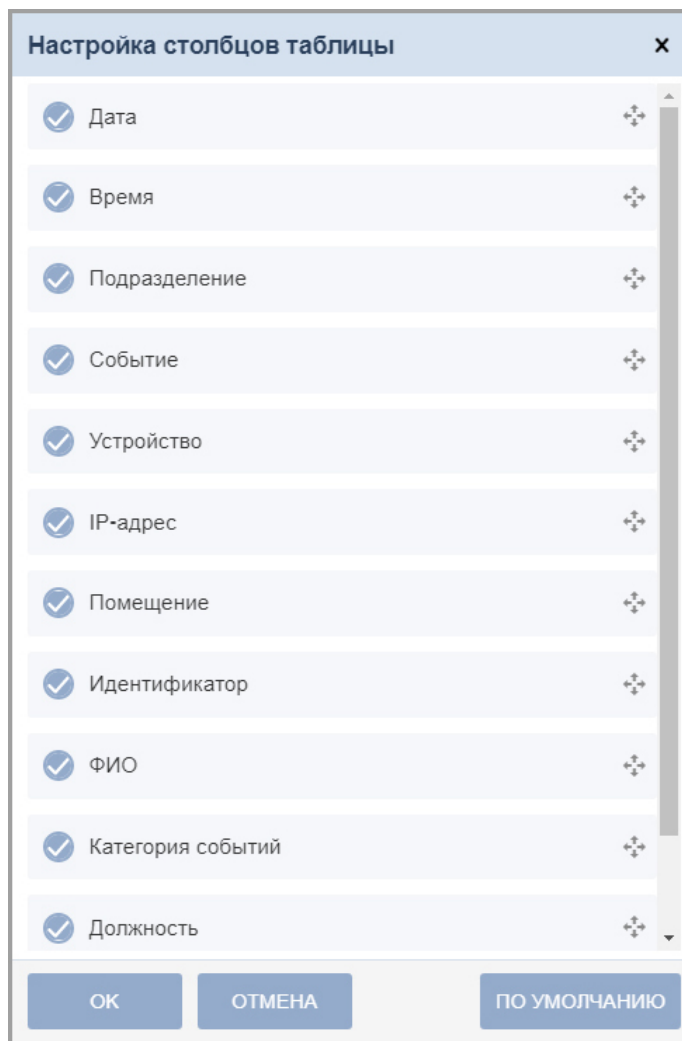 Настройка столбцов таблицы
Дата
Время
Подразделение
Событие
Устройство
IP-адрес
Помещение
Идентификатор
ФИО
Категория событий
Должность
ОК
ОТМЕНА
ПО УМОЛЧАНИЮ